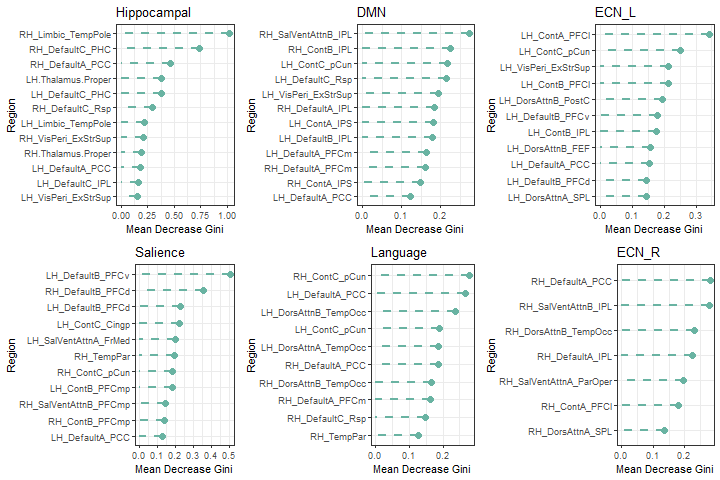 Hippocampal
Region
RH_Limbic_TempPole
RH_DefaultC_PHC
RH_DefaultA_PCC
LH.Thalamus.Proper
LH_DefaultC_PHC
RH_DefaultC_Rsp
LH_Limbic_TempPole
RH_VisPeri_ExStrSup
RH.Thalamus.Proper
LH_DefaultA_PCC
LH_DefaultC_IPL
LH_VisPeri_ExStrSup
0.00 0.25 0.50 0.75 1.00
Mean Decrease Gini
DMN
Region
RH_SalVentAttnB_IPL
RH_ContB_IPL
LH_ContC_pCun
LH_DefaultC_Rsp
LH_VisPeri_ExStrSup
RH_DefaultA_IPL
LH_ContA_IPS
LH_DefaultB_IPL
LH_DefaultA_PFCm
RH_DefaultA_PFCm
RH_ContA_IPS
LH_DefaultA_PCC
0.0 0.1 0.2
Mean Decrease Gini
ECN_L
Region
LH_ContA_PFCl
LH_ContC_pCun
LH_VisPeri_ExStrSup
LH_ContB_PFCl
LH_DorsAttnB_PostC
LH_DefaultB_PFCv
LH_ContB_IPL
LH_DorsAttnB_FEF
LH_DefaultA_PCC
LH_DefaultB_PFCd
LH_DorsAttnA_SPL
0.0 0.1 0.2 0.3
Mean Decrease Gini
Salience
Region
LH_DefaultB_PFCv
RH_DefaultB_PFCd
LH_DefaultB_PFCd
LH_ContC_Cingp
LH_SalVentAttnA_FrMed
RH_TempPar
RH_ContC_pCun
LH_ContB_PFCmp
RH_SalVentAttnB_PFCmp
RH_ContB_PFCmp
LH_DefaultA_PCC
0.0 0.1 0.2 0.3 0.4 0.5
Mean Decrease Gini
Language
Region
RH_ContC_pCun
LH_DefaultA_PCC
LH_DorsAttnB_TempOcc
LH_ContC_pCun
LH_DorsAttnA_TempOcc
RH_DefaultA_PCC
RH_DorsAttnB_TempOcc
RH_DefaultA_PFCm
RH_DefaultC_Rsp
RH_TempPar
0.0 0.1 0.2
Mean Decrease Gini
ECN_R
Region
RH_DefaultA_PCC
RH_SalVentAttnB_IPL
RH_DorsAttnB_TempOcc
RH_DefaultA_IPL
RH_SalVentAttnA_ParOper
RH_ContA_PFCl
RH_DorsAttnA_SPL
0.0 0.1 0.2
Mean Decrease Gini